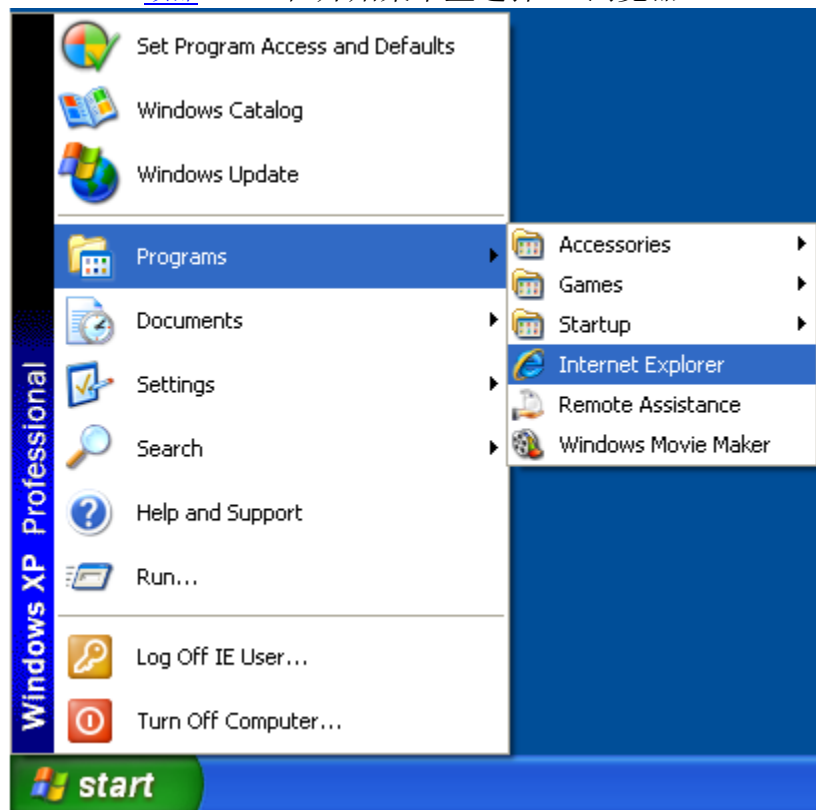 Set Program Access and Defaults
Windows Catalog
Windows Update
Programs
Documents
Settings
Search
Help and Support
Run...
Log Off IE User...
Turn Off Computer...
Accessories
Games
Startup
Internet Explorer
Remote Assistance
Windows Movie Maker
Windows XP Professional
start